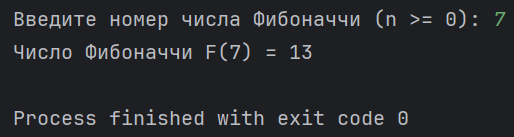 Введите номер числа Фибоначчи (n >= 0): 7
Число Фибоначчи F(7) = 13
Process finished with exit code 0